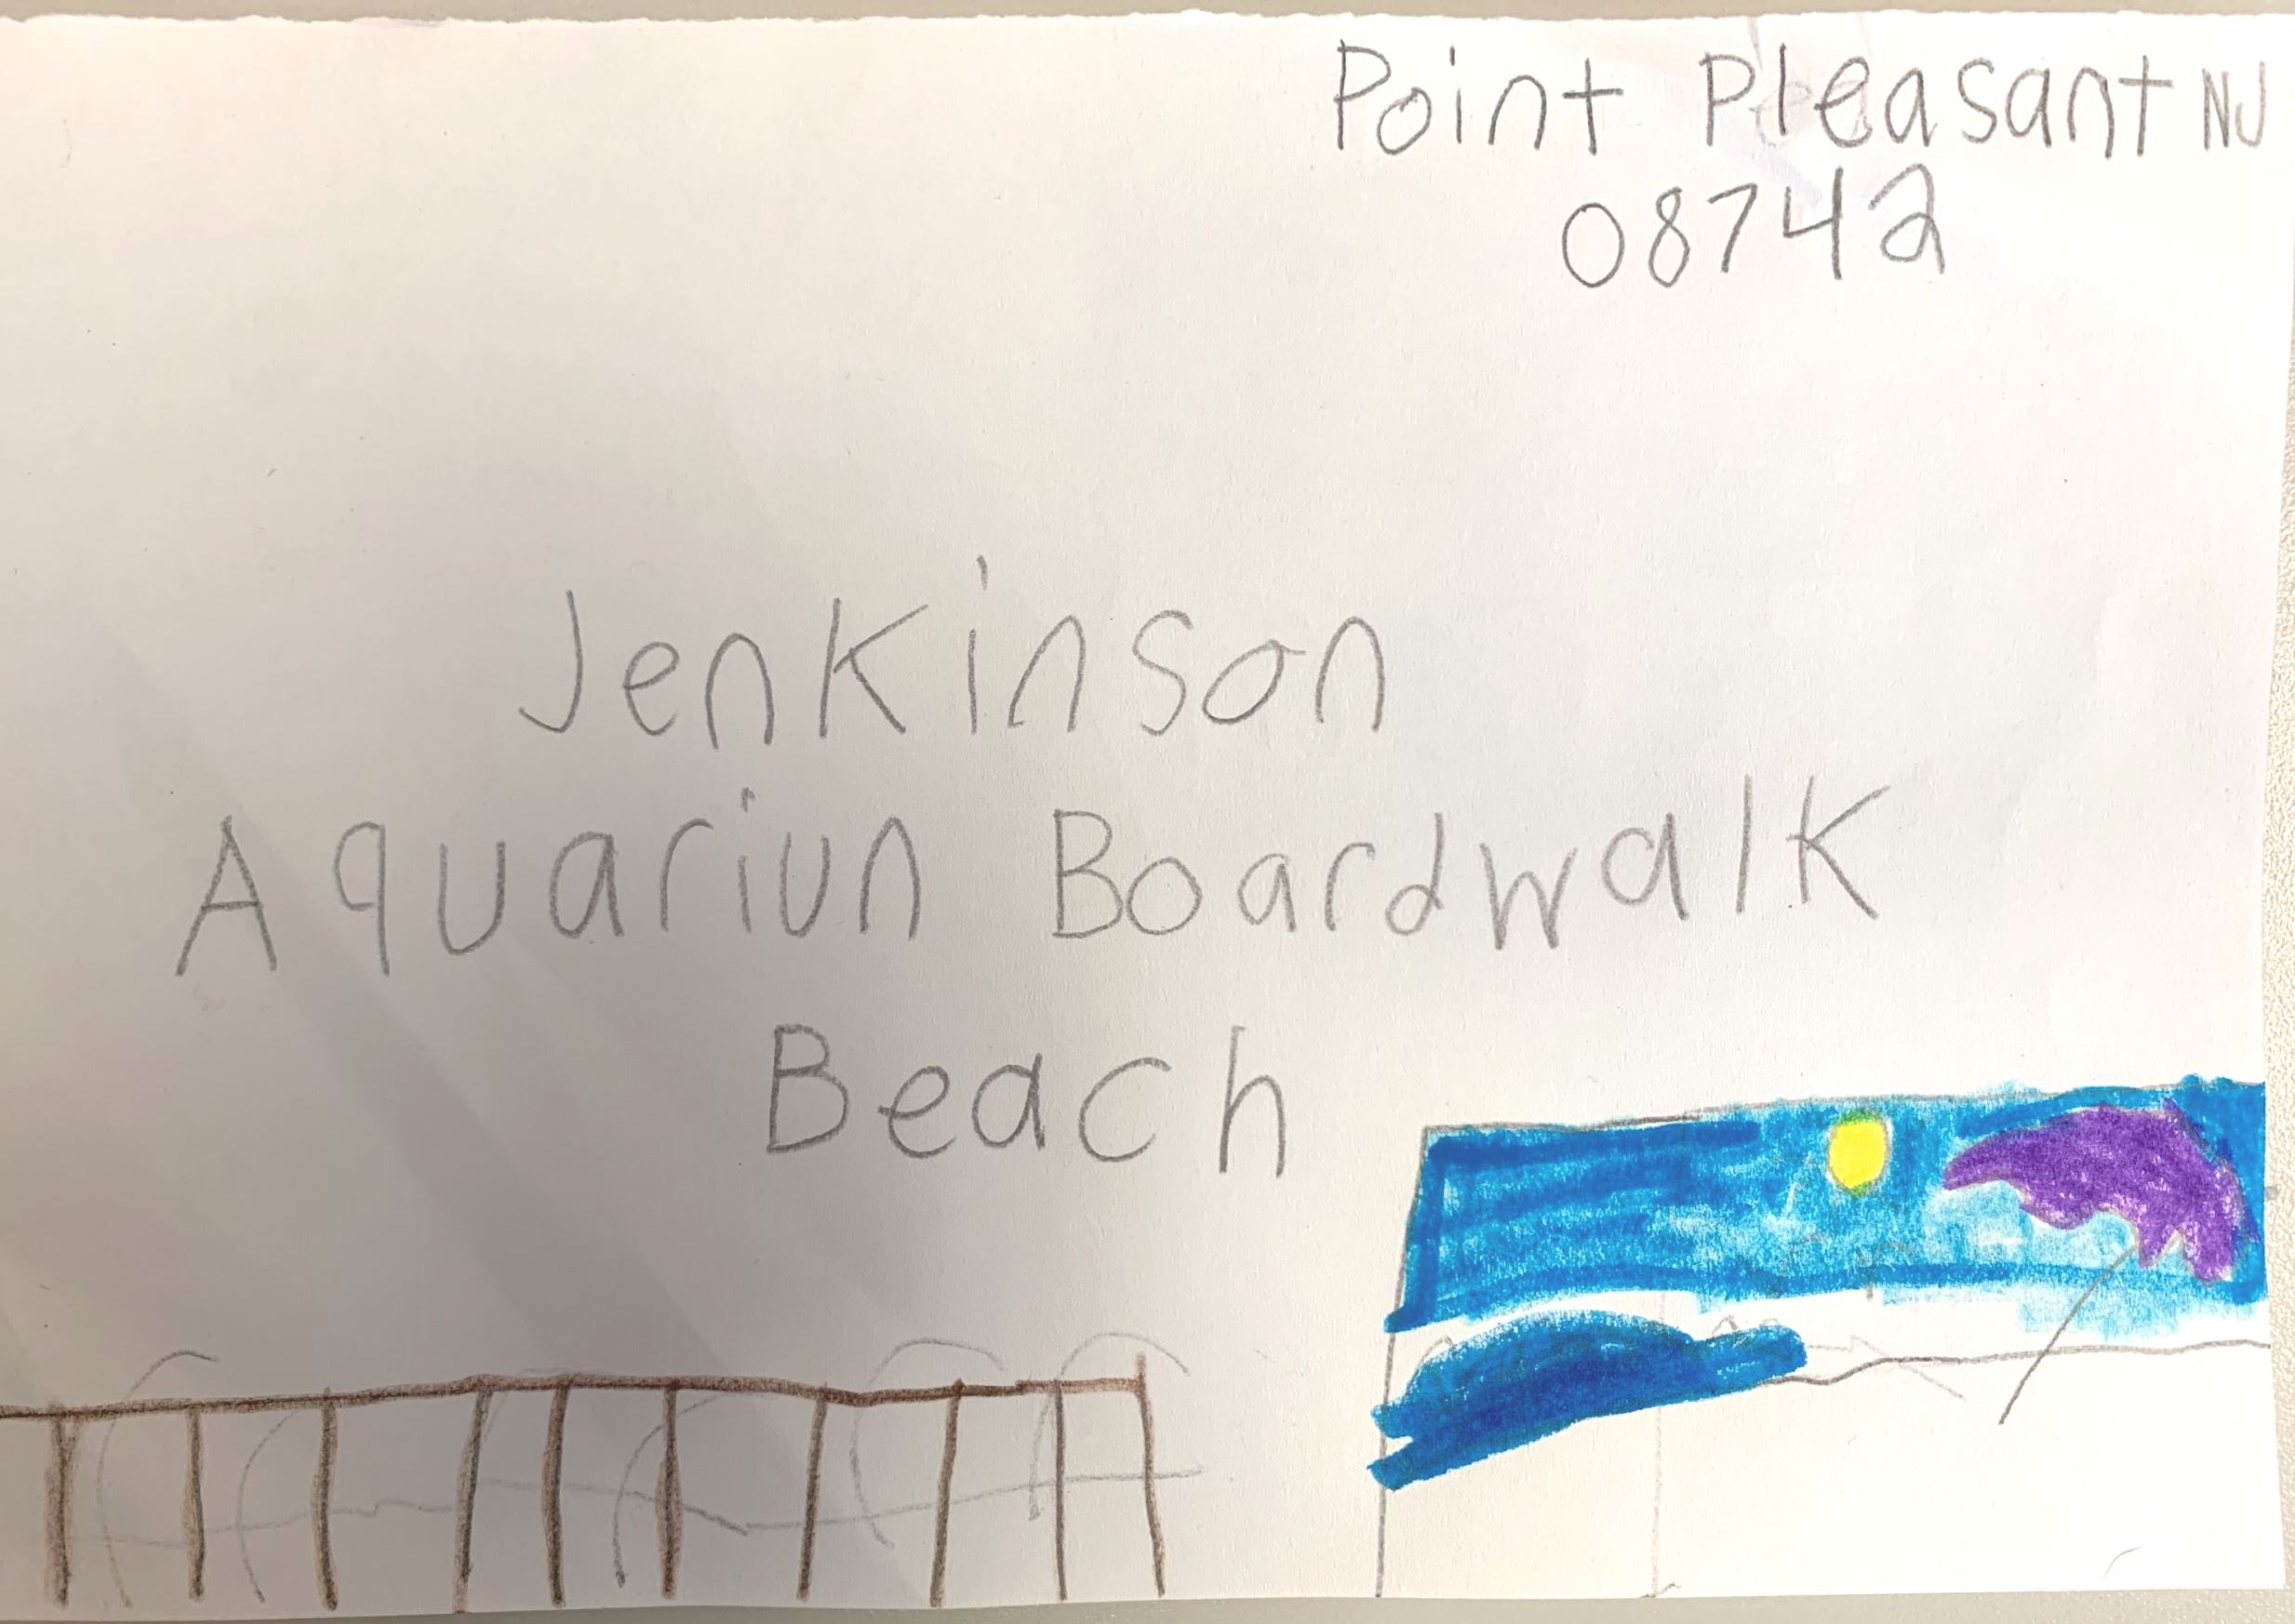 Point Pleasant NJ
08742
Jenkinson
Aquariun Boardwalk
Beach